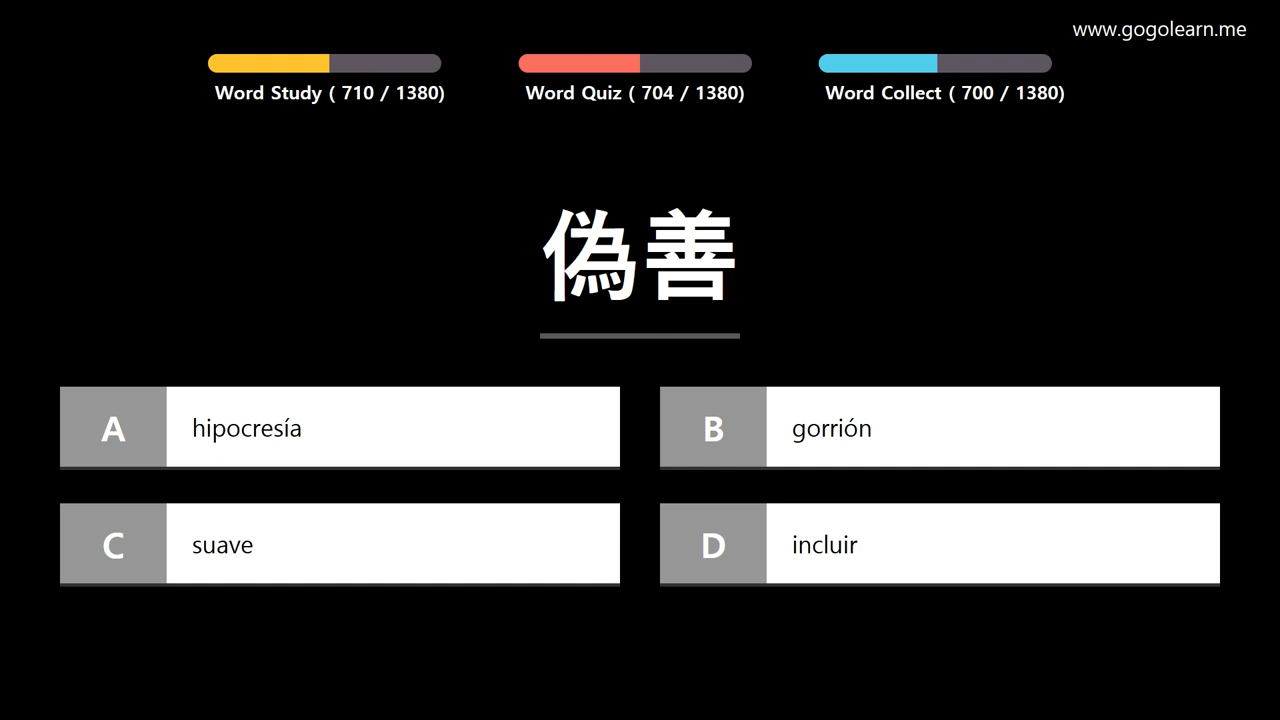 www.gogolearn.me
Word Study ( 710 / 1380)
Word Quiz ( 704 / 1380)
Word Collect ( 700 / 1380)
偽善
A hipocresía
B gorrión
C suave
D incluir